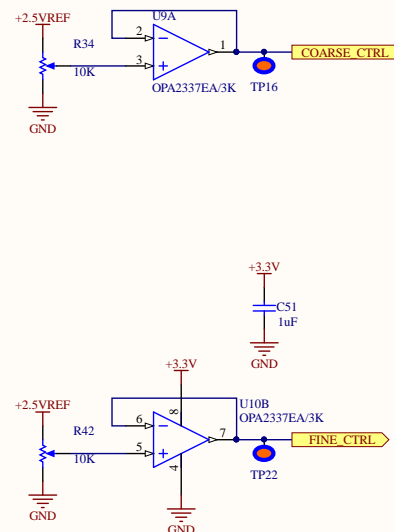 U9A
+2.5VREF
R34
2
1
3
10K
COARSE_CTRL
OPA2337EA/3K
TP16
GND
+3.3V
C51
1uF
GND
+3.3V
+2.5VREF
U10B
OPA2337EA/3K
8
R42
6
7
5
10K
4
FINE_CTRL
TP22
GND
GND